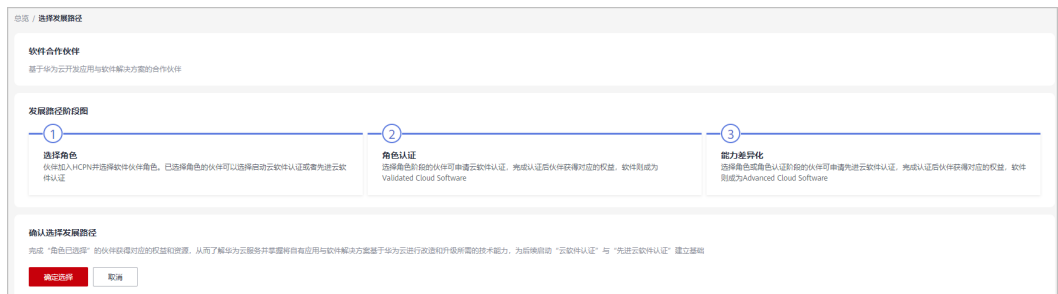 总览 / 选择发展路径
软件合作伙伴
基于华为云开发应用与软件解决方案的合作伙伴
发展路径阶段图
1 2 3
选择角色 角色认证 能力差异化
伙伴加入HCPN并选择软件伙伴角色。已选择角色的伙伴可以选择启动云软件认证或者先进云软
件认证
选择角色阶段的伙伴可申请云软件认证，完成认证后伙伴获得对应的权益，软件则成为
Validated Cloud Software
选择角色或角色认证阶段的伙伴可申请先进云软件认证，完成认证后伙伴获得对应的权益，软件
则成为Advanced Cloud Software
确认选择发展路径
完成“角色已选择”的伙伴获得对应的权益和资源，从而了解华为云服务并掌握将自有应用与软件解决方案基于华为云进行改造和升级所需的技术能力，为后续启动“云软件认证”与“先进云软件认证”建立基础
确定选择 取消